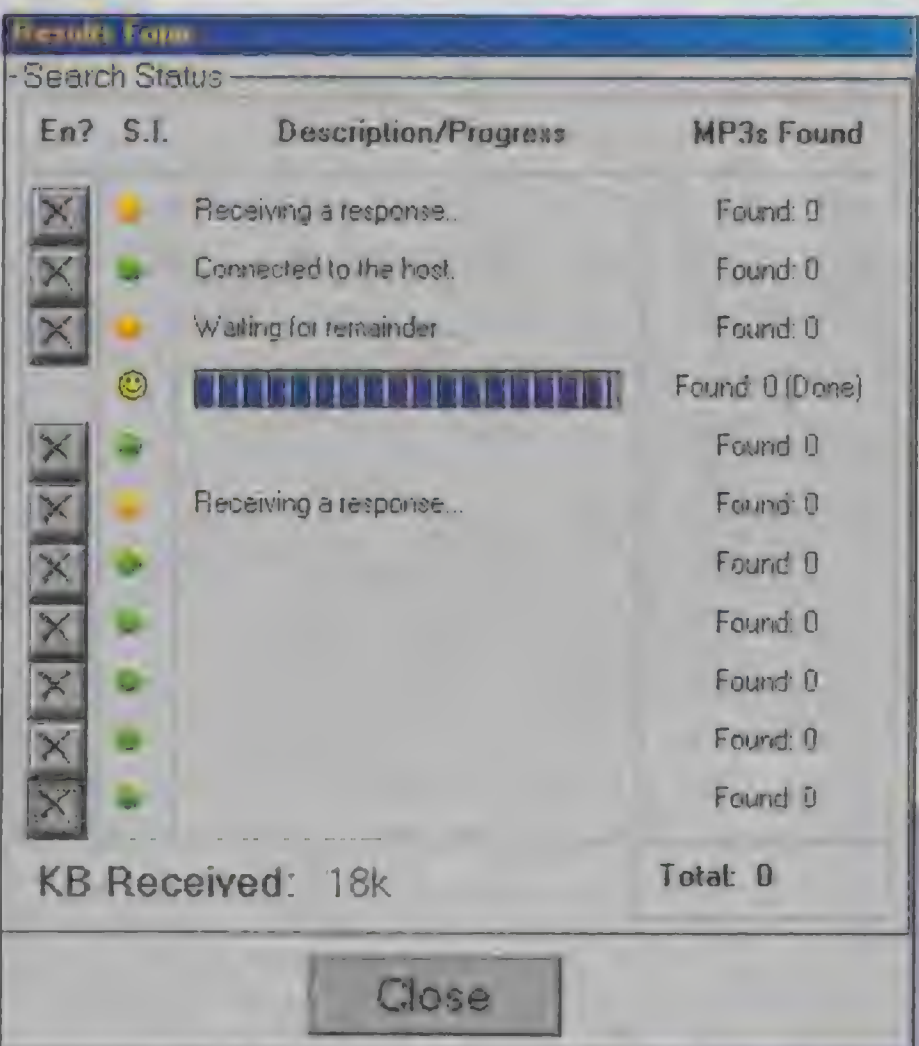 Results Form
Search Status
En? S.I. Description/Progress MP3s Found
Receiving a response.. Found: 0
Connected to the host. Found: 0
Waiting for remainder Found: 0
Found: 0 (Done)
Found: 0
Receiving a response... Found: 0
Found: 0
Found: 0
Found: 0
Found: 0
Found: 0
KB Received: 18k Total: 0
Close